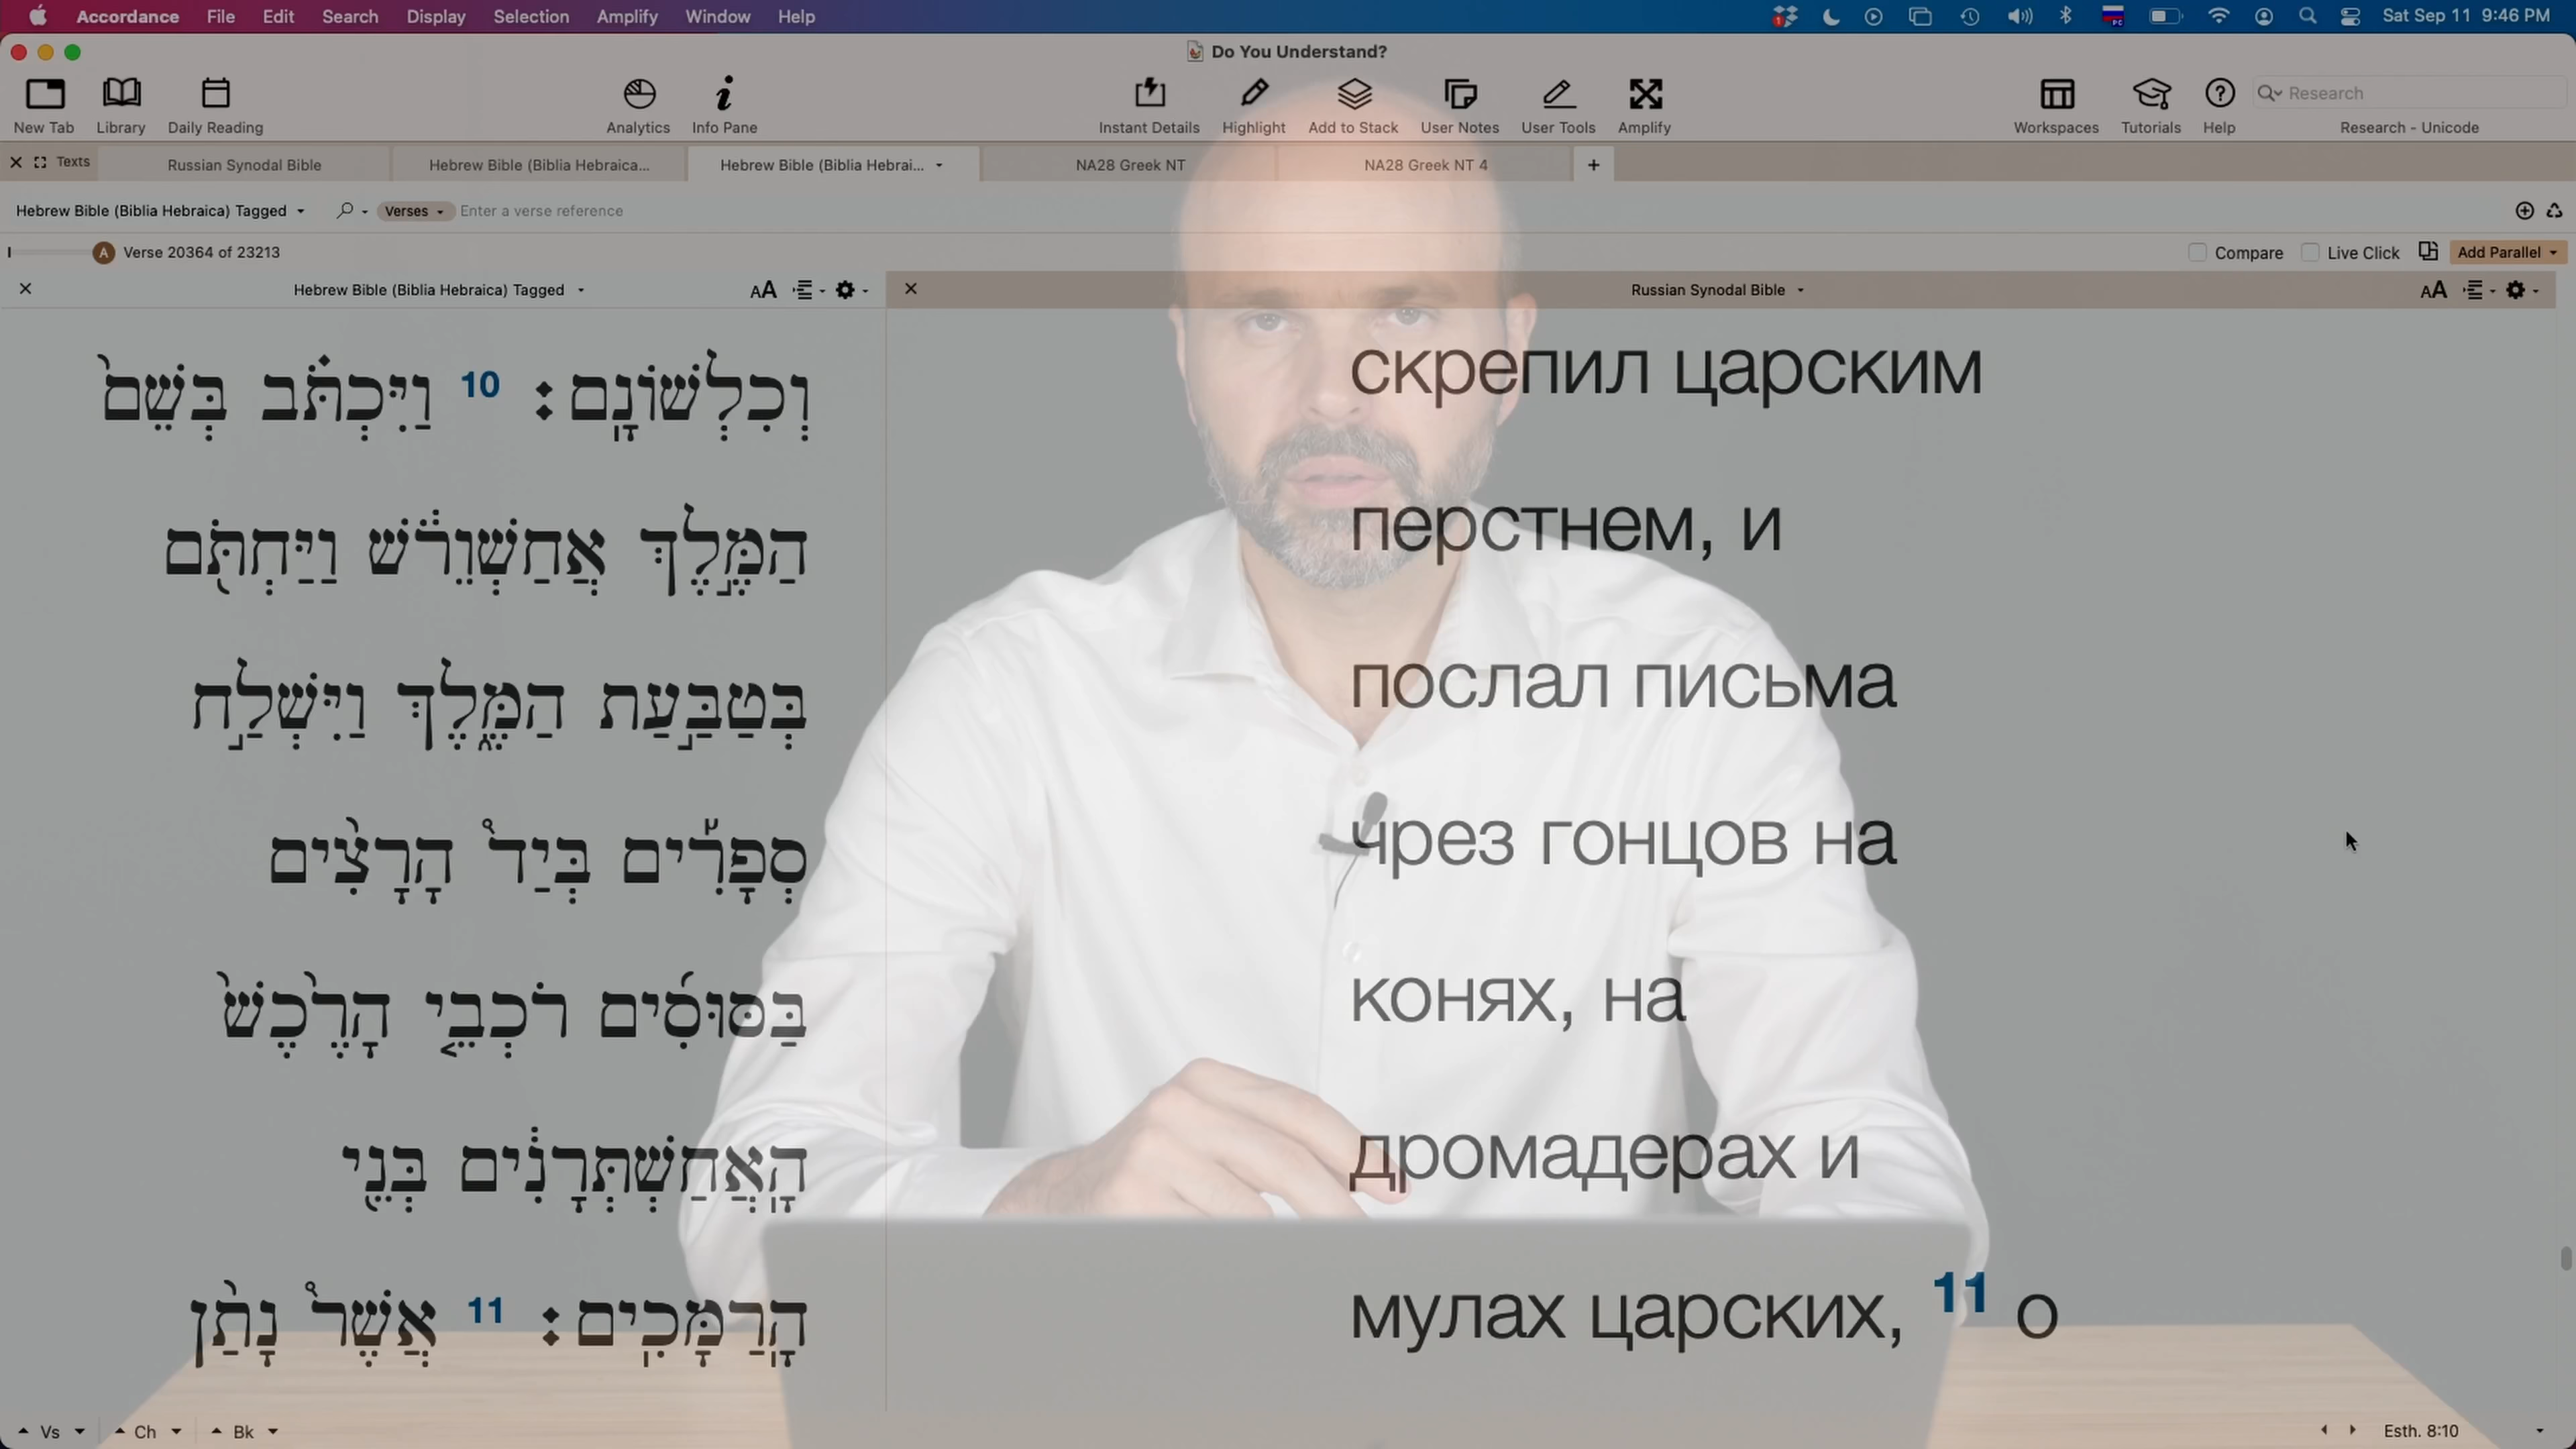 Accordance File Edit Search Display Selection Amplify Window Help Sat Sep 11 9:46 PM
Do You Understand?
New Tab Library Daily Reading Analytics Info Pane Instant Details Highlight Add to Stack User Notes User Tools Amplify Workspaces Tutorials Help Research
Research - Unicode
Texts Russian Synodal Bible Hebrew Bible (Biblia Hebraica... Hebrew Bible (Biblia Hebrai... NA28 Greek NT NA28 Greek NT 4 +
Hebrew Bible (Biblia Hebraica) Tagged Verses Enter a verse reference
A Verse 20364 of 23213 Compare Live Click Add Parallel
Hebrew Bible (Biblia Hebraica) Tagged AA
וְכִלְשׁוֹנָֽם׃ 10 וַיִּכְתֹּ֗ב בְּשֵׁם֙
הַמֶּ֣לֶךְ אֲחַשְׁוֵרֹ֔שׁ וַיַּחְתֹּ֖ם
בְּטַבַּ֣עַת הַמֶּ֑לֶךְ וַיִּשְׁלַ֣ח
סְפָרִ֡ים בְּיַד֩ הָרָצִ֨ים
בַּסּוּסִ֜ים רֹכְבֵ֤י הָרֶ֙כֶשׁ֙
הָֽאֲחַשְׁתְּרָנִ֔ים בְּנֵ֖י
הָֽרַמָּכִֽים׃ 11 אֲשֶׁר֩ נָתַ֨ן
Russian Synodal Bible AA
скрепил царским
перстнем, и
послал письма
чрез гонцов на
конях, на
дромадерах и
мулах царских, 11 о
Vs Ch Bk Esth. 8:10